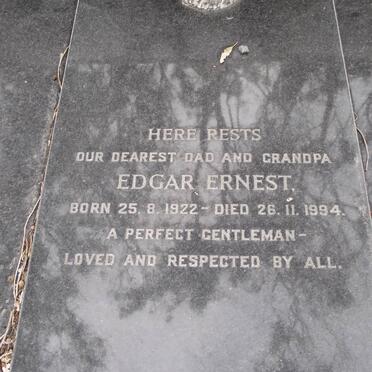 HERE RESTS
OUR DEAREST DAD AND GRANDPA
EDGAR ERNEST,
BORN 25. 8. 1922 – DIED 26. 11. 1994.
A PERFECT GENTLEMAN –
LOVED AND RESPECTED BY ALL.